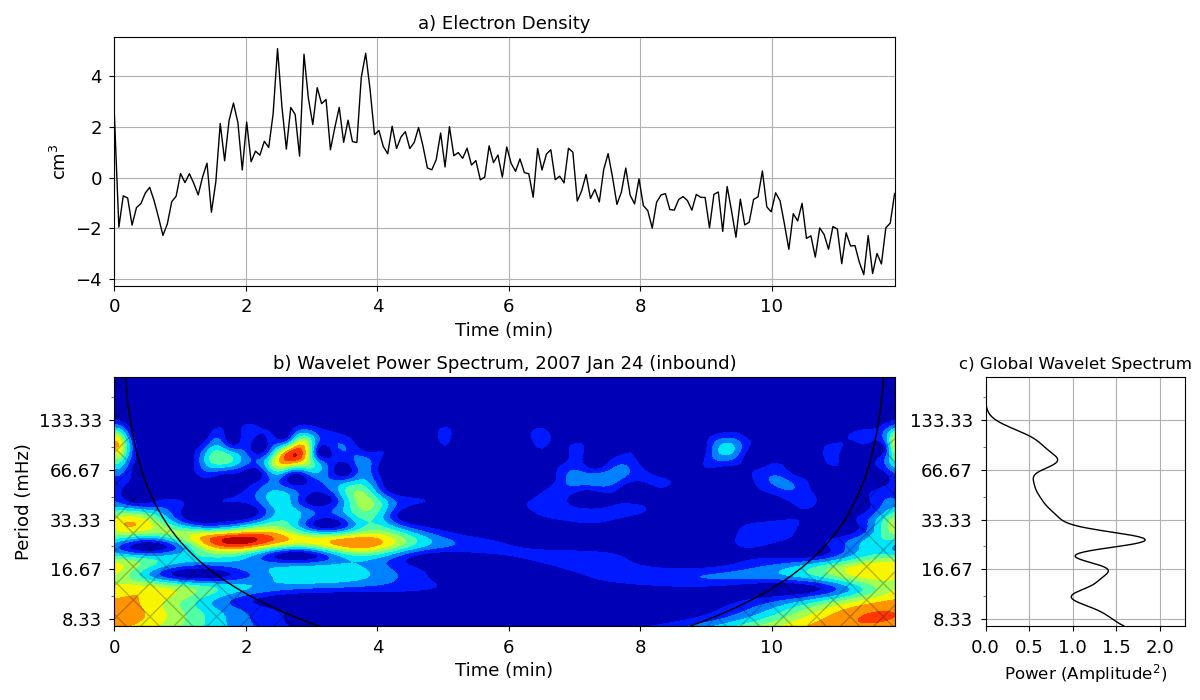 a) Electron Density
4
2
0
−2
−4
cm³
0 2 4 6 8 10
Time (min)
b) Wavelet Power Spectrum, 2007 Jan 24 (inbound)
133.33
66.67
33.33
16.67
8.33
Period (mHz)
0 2 4 6 8 10
Time (min)
c) Global Wavelet Spectrum
133.33
66.67
33.33
16.67
8.33
0.0 0.5 1.0 1.5 2.0
Power (Amplitude²)